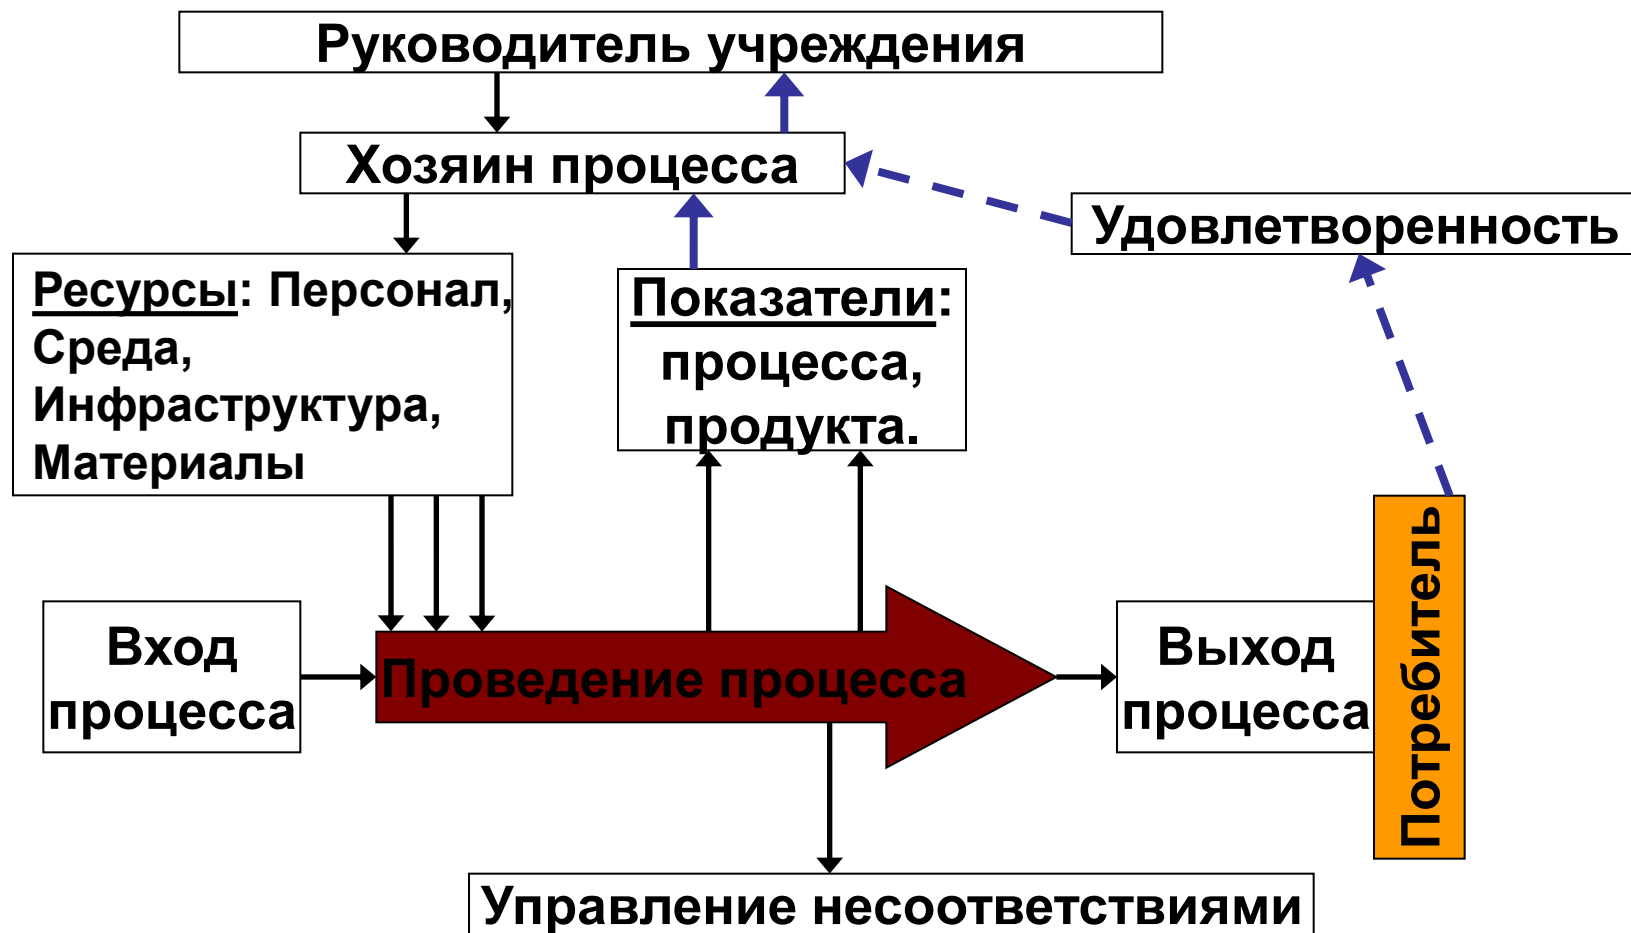 Руководитель учреждения
Хозяин процесса
Удовлетворенность
Ресурсы: Персонал,
Среда,
Инфраструктура,
Материалы
Показатели:
процесса,
продукта.
Вход
процесса
Проведение процесса
Выход
процесса
Потребитель
Управление несоответствиями